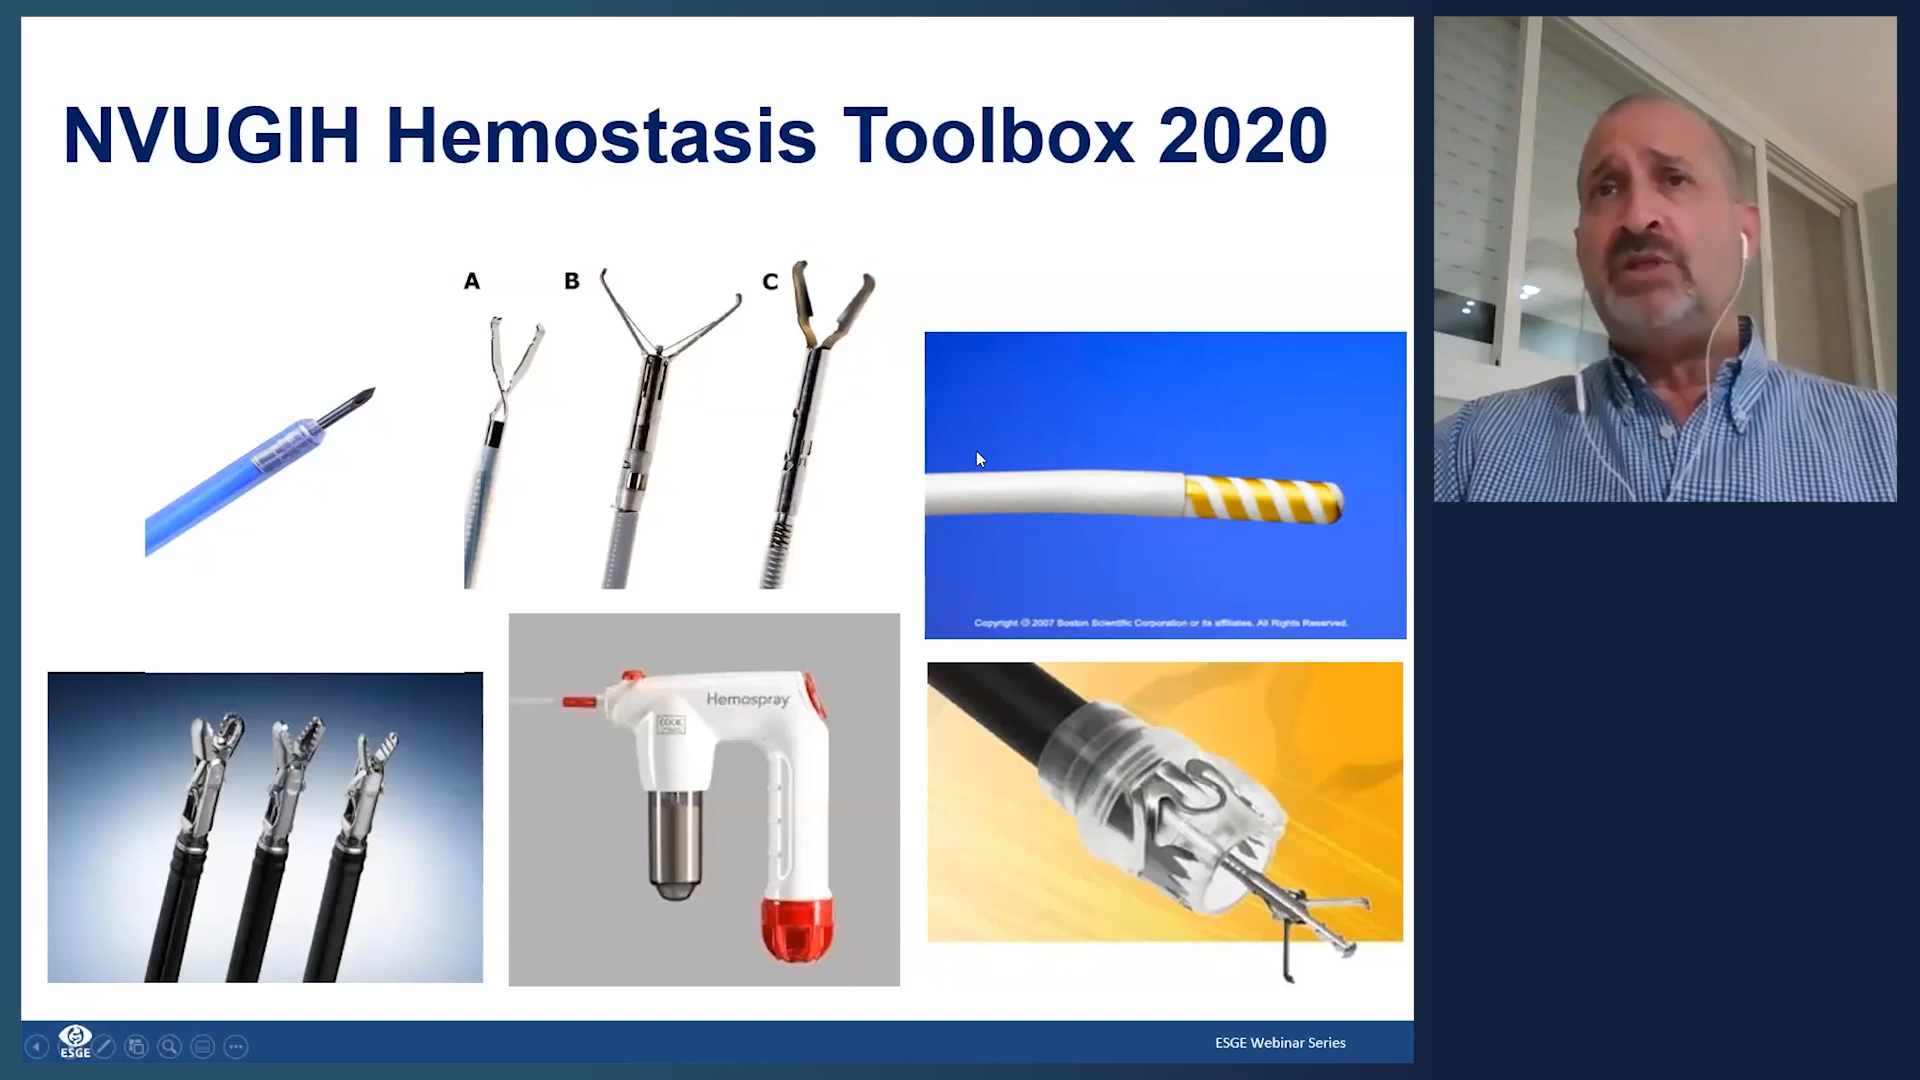 NVUGIH Hemostasis Toolbox 2020
A
B
C
Copyright © 2007 Boston Scientific Corporation or its affiliates. All Rights Reserved.
Hemospray
COOK
ESGE
ESGE Webinar Series